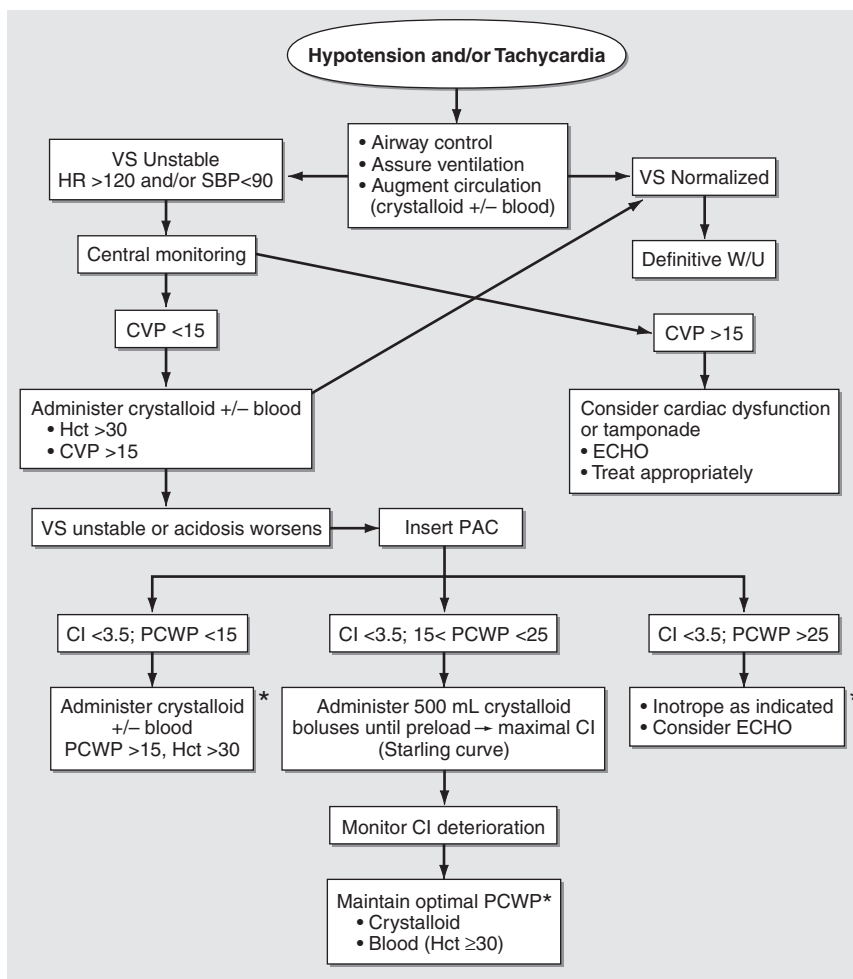 Hypotension and/or Tachycardia
• Airway control
• Assure ventilation
• Augment circulation
(crystalloid +/– blood)
VS Unstable
HR >120 and/or SBP<90
VS Normalized
Central monitoring
Definitive W/U
CVP <15
CVP >15
Administer crystalloid +/– blood
• Hct >30
• CVP >15
Consider cardiac dysfunction
or tamponade
• ECHO
• Treat appropriately
VS unstable or acidosis worsens
Insert PAC
CI <3.5; PCWP <15
CI <3.5; 15< PCWP <25
CI <3.5; PCWP >25
Administer crystalloid
+/– blood
PCWP >15, Hct >30
*
Administer 500 mL crystalloid
boluses until preload → maximal CI
(Starling curve)
• Inotrope as indicated
• Consider ECHO
*
Monitor CI deterioration
Maintain optimal PCWP*
• Crystalloid
• Blood (Hct ≥30)